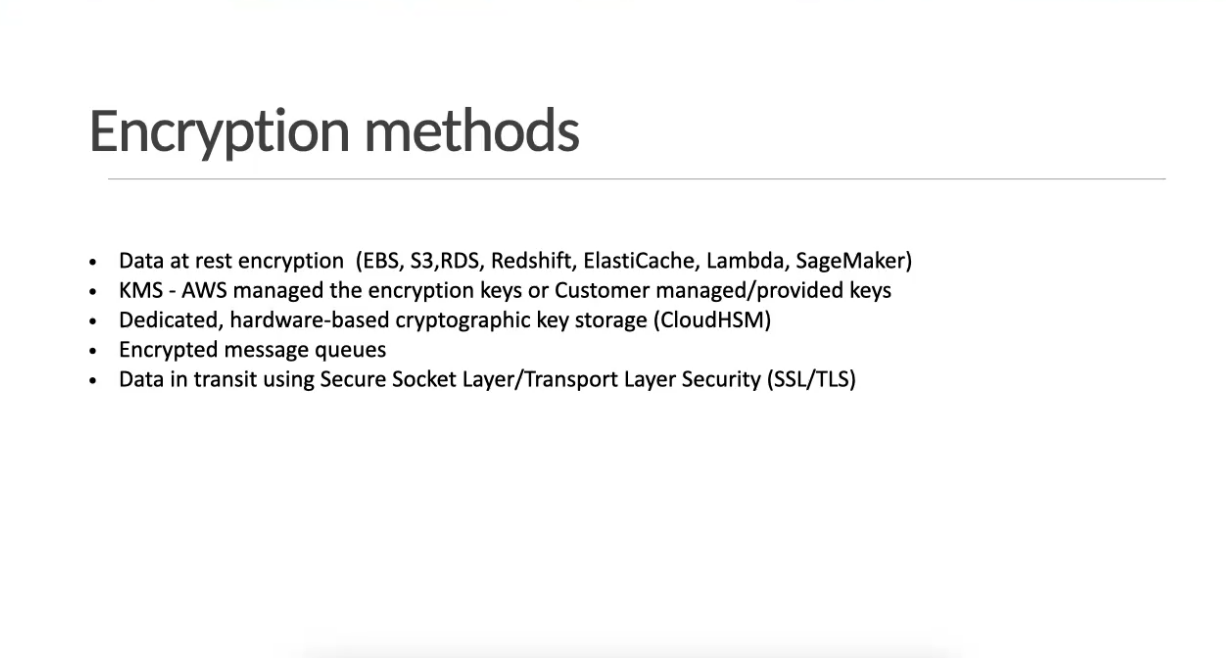 Encryption methods
• Data at rest encryption  (EBS, S3,RDS, Redshift, ElastiCache, Lambda, SageMaker)
• KMS - AWS managed the encryption keys or Customer managed/provided keys
• Dedicated, hardware-based cryptographic key storage (CloudHSM)
• Encrypted message queues
• Data in transit using Secure Socket Layer/Transport Layer Security (SSL/TLS)